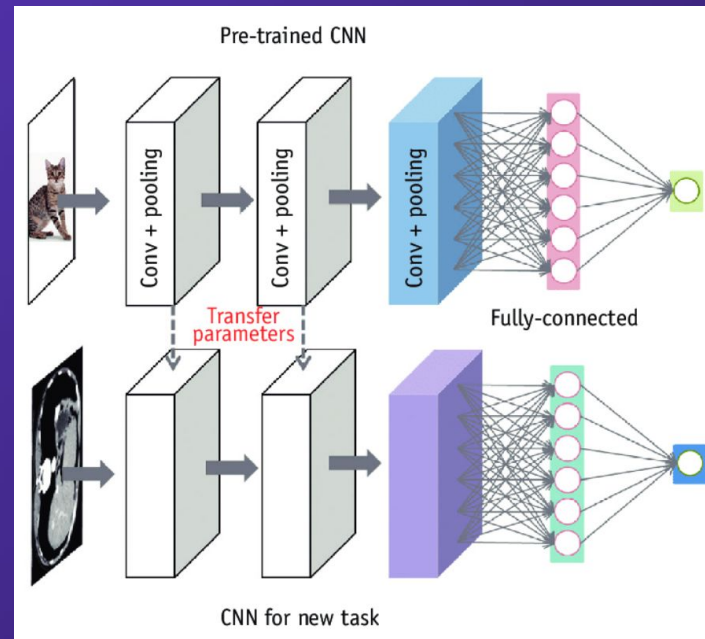 Pre-trained CNN
Conv + pooling
Conv + pooling
Conv + pooling
Transfer
parameters
Fully-connected
CNN for new task